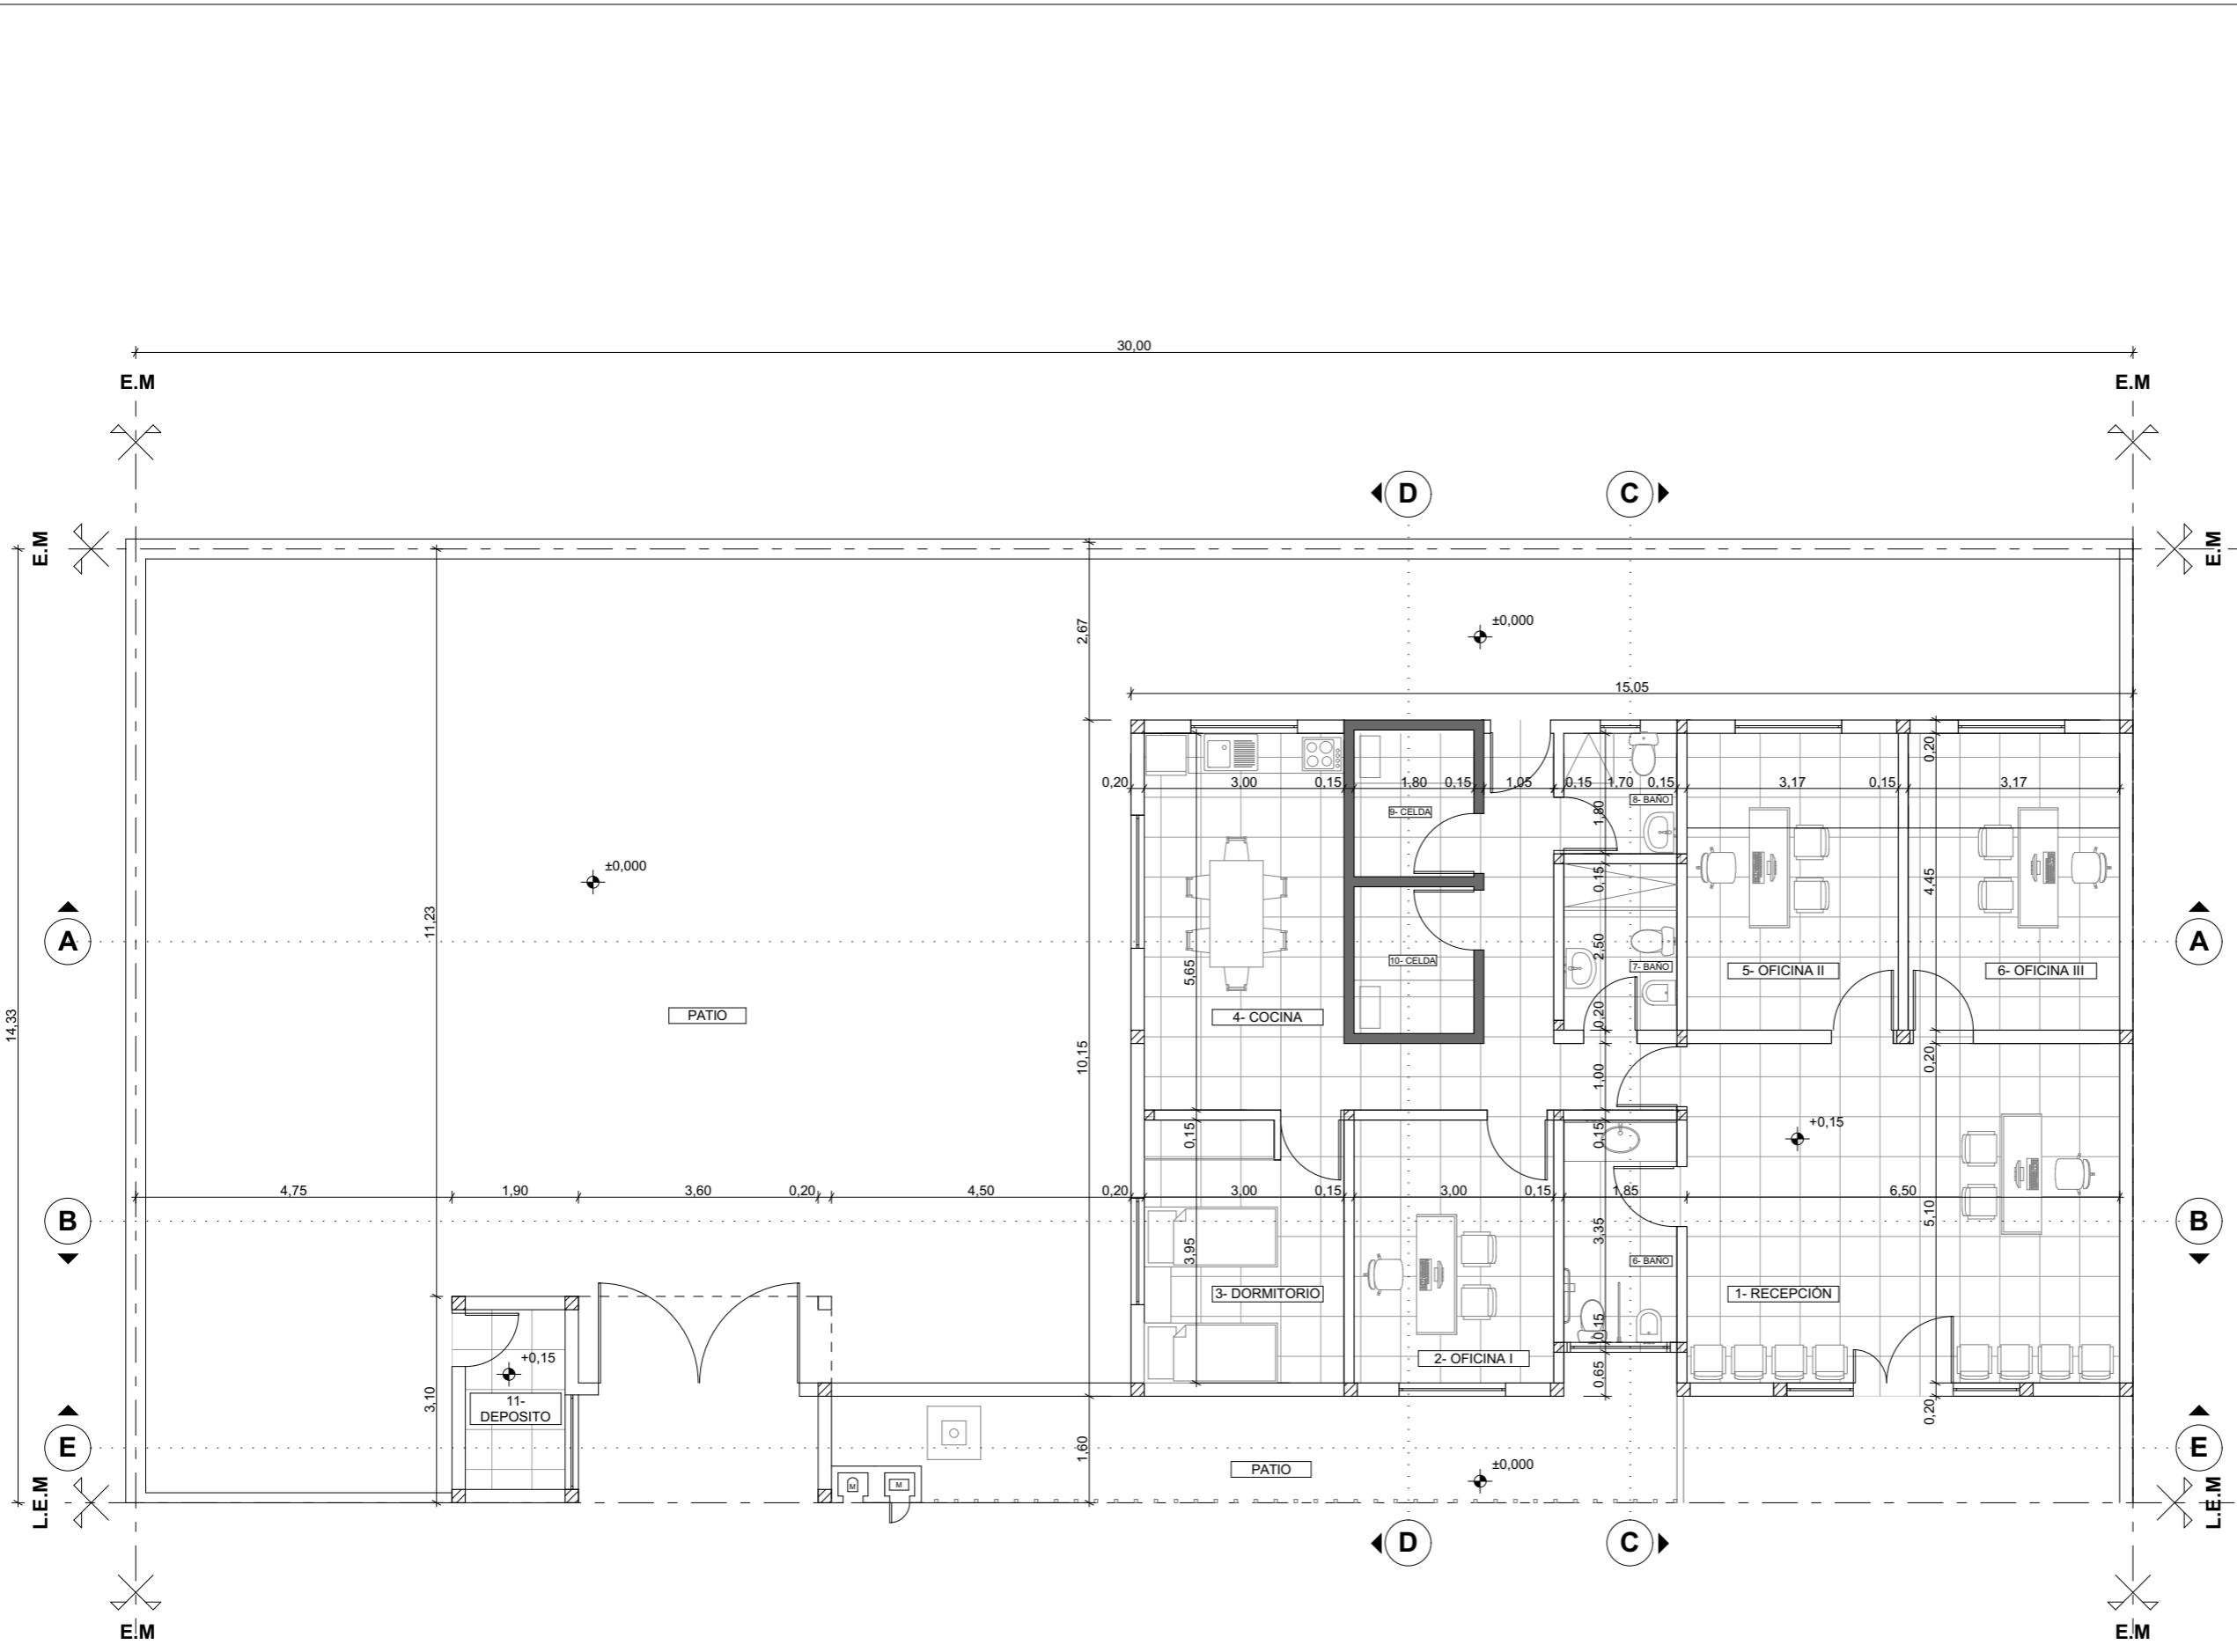 30,00
E.M
E.M
D
C
E.M
E.M
±0,000
2,67
15,05
0,20
0,20
3,00
0,15
1,80
0,15
1,05
0,15
1,70
0,15
3,17
0,15
3,17
8- BAÑO
9- CELDA
1,80
±0,000
0,15
4,45
11,23
A
A
2,50
10- CELDA
7- BAÑO
5- OFICINA II
6- OFICINA III
5,65
14,33
PATIO
4- COCINA
0,20
10,15
1,00
0,20
+0,15
0,15
0,15
4,75
1,90
3,60
0,20
4,50
0,20
3,00
0,15
3,00
0,15
1,85
6,50
B
B
5,10
3,35
3,95
6- BAÑO
3- DORMITORIO
1- RECEPCIÓN
0,15
+0,15
2- OFICINA I
0,65
3,10
11-
DEPOSITO
0,20
E
E
1,60
PATIO
±0,000
M
M
L.E.M
L.E.M
D
C
E.M
E.M